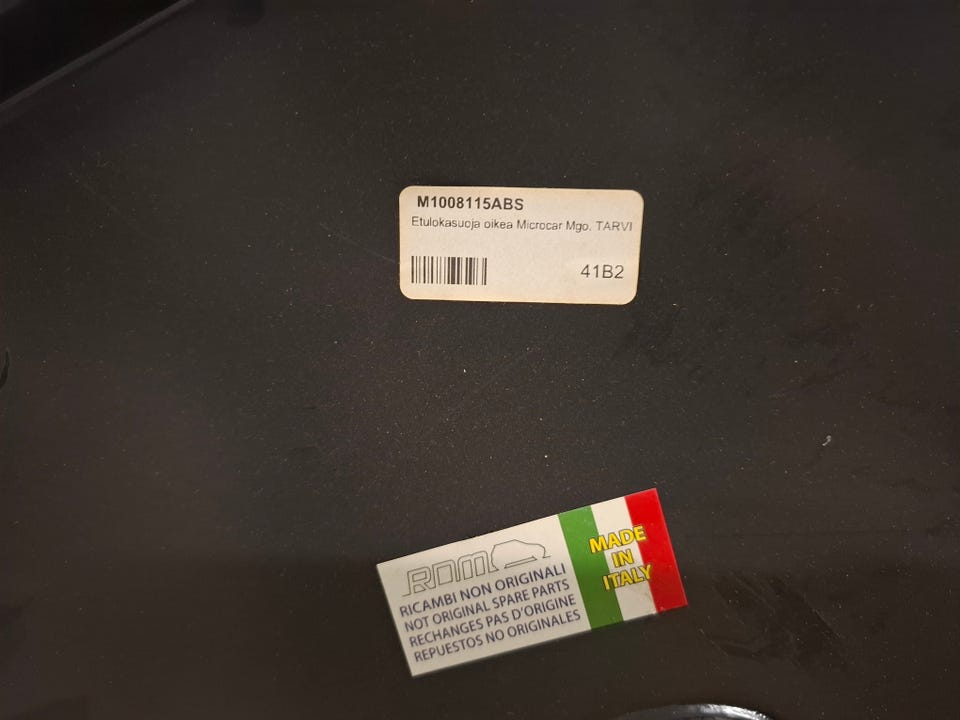 M1008115ABS
Etulokasuoja oikea Microcar Mgo, TARVI
41B2
RDM
RICAMBI NON ORIGINALI
NOT ORIGINAL SPARE PARTS
RECHANGES PAS D'ORIGINE
REPUESTOS NO ORIGINALES
MADE
IN
ITALY